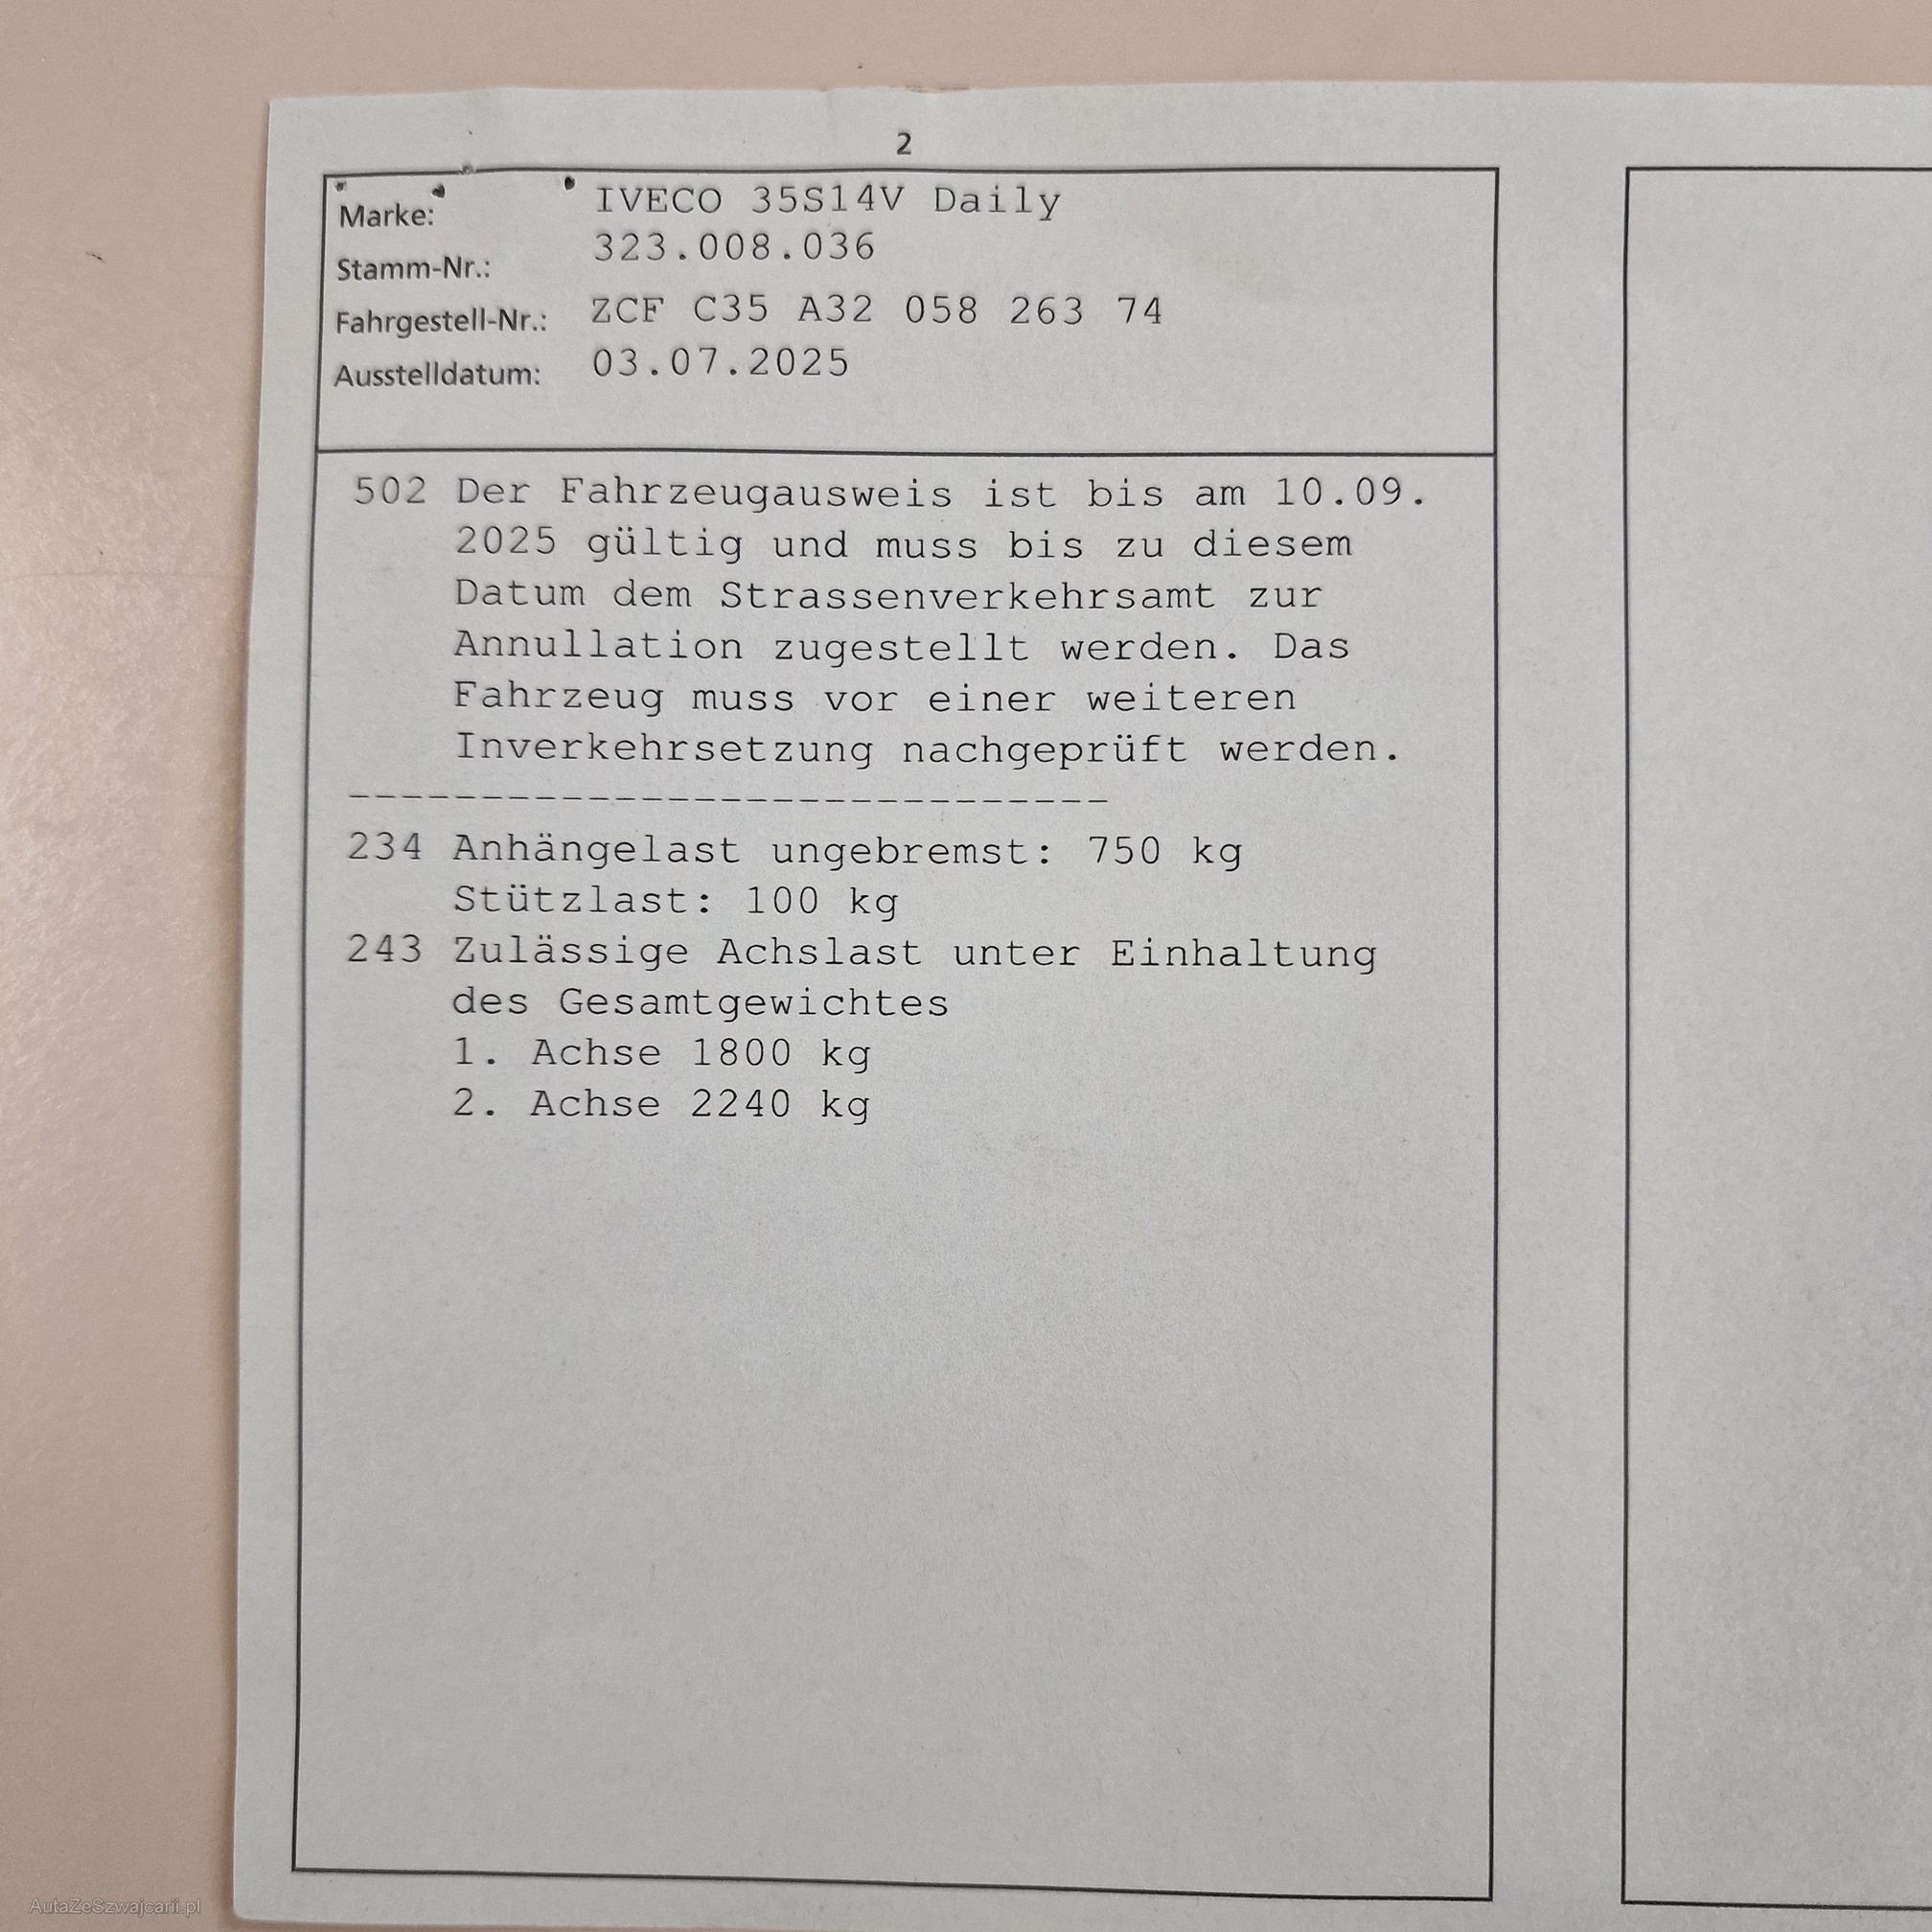 2
Marke: IVECO 35S14V Daily
Stamm-Nr.: 323.008.036
Fahrgestell-Nr.: ZCF C35 A32 058 263 74
Ausstelldatum: 03.07.2025
502 Der Fahrzeugausweis ist bis am 10.09.
2025 gültig und muss bis zu diesem
Datum dem Strassenverkehrsamt zur
Annullation zugestellt werden. Das
Fahrzeug muss vor einer weiteren
Inverkehrsetzung nachgeprüft werden.
-----------------------------
234 Anhängelast ungebremst: 750 kg
Stützlast: 100 kg
243 Zulässige Achslast unter Einhaltung
des Gesamtgewichtes
1. Achse 1800 kg
2. Achse 2240 kg
AutaZeSzwajcarii.pl